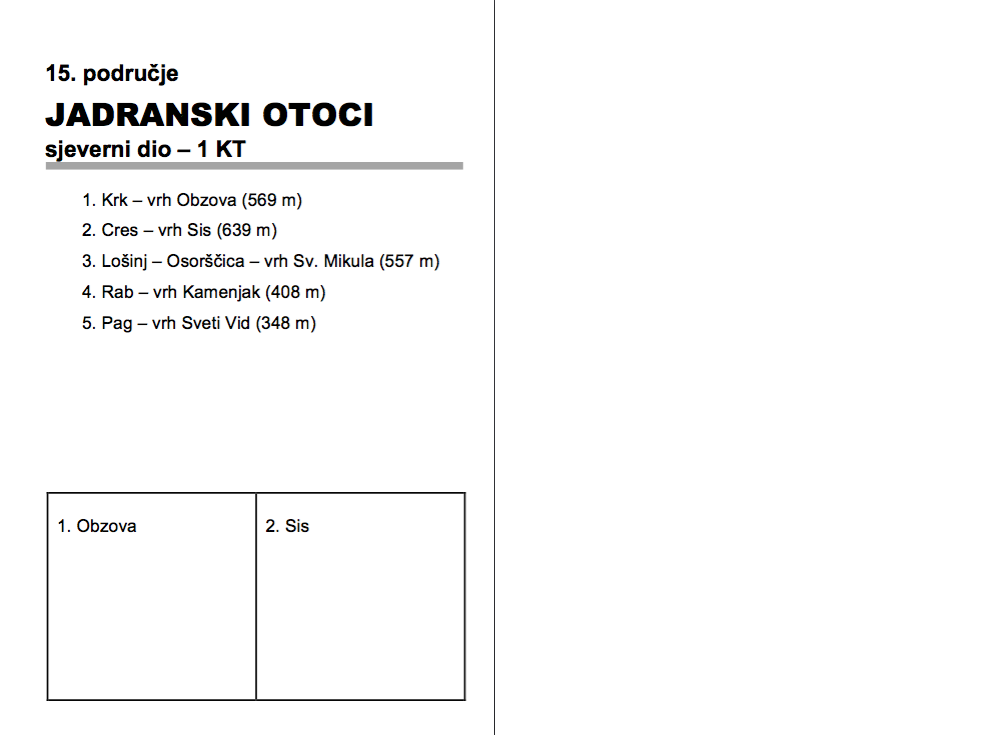 15. područje
JADRANSKI OTOCI
sjeverni dio – 1 KT
1. Krk – vrh Obzova (569 m)
2. Cres – vrh Sis (639 m)
3. Lošinj – Osorščica – vrh Sv. Mikula (557 m)
4. Rab – vrh Kamenjak (408 m)
5. Pag – vrh Sveti Vid (348 m)
1. Obzova
2. Sis